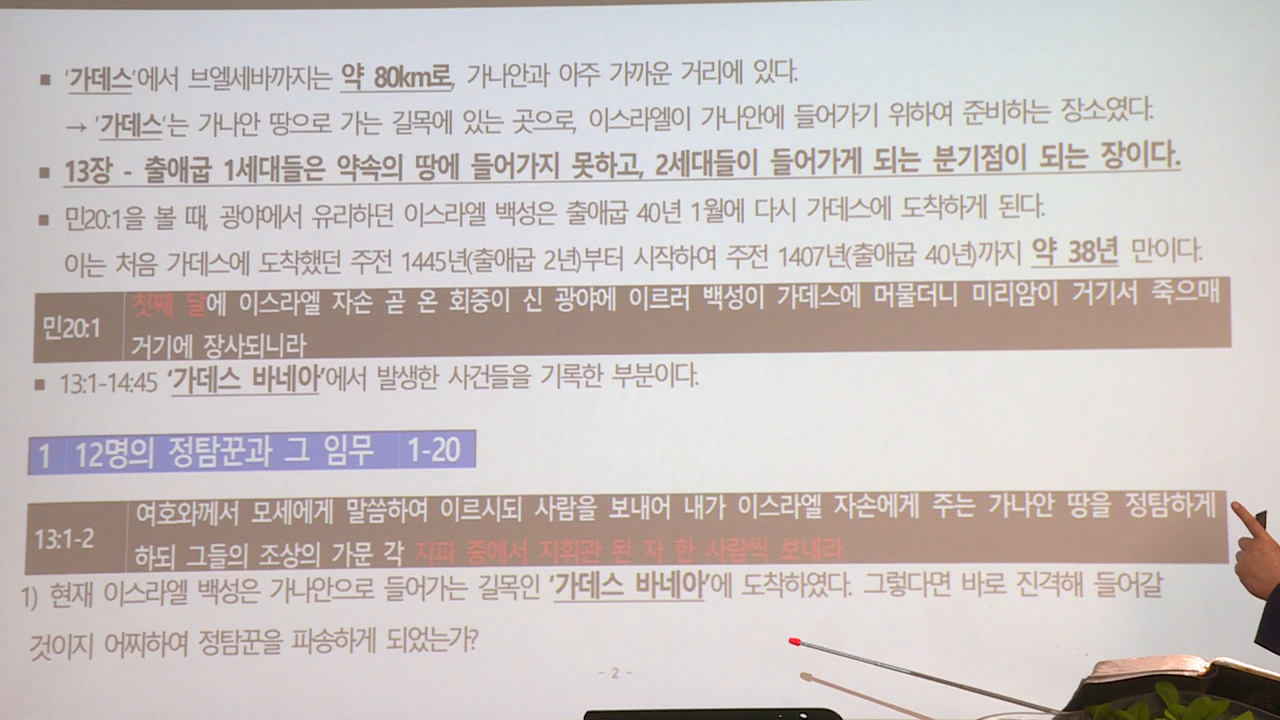 ▪ '가데스'에서 브엘세바까지는 약 80km로, 가나안과 아주 가까운 거리에 있다.
→ '가데스'는 가나안 땅으로 가는 길목에 있는 곳으로, 이스라엘이 가나안에 들어가기 위하여 준비하는 장소였다.
▪ 13장 - 출애굽 1세대들은 약속의 땅에 들어가지 못하고, 2세대들이 들어가게 되는 분기점이 되는 장이다.
▪ 민20:1을 볼 때, 광야에서 유리하던 이스라엘 백성은 출애굽 40년 1월에 다시 가데스에 도착하게 된다.
이는 처음 가데스에 도착했던 주전 1445년(출애굽 2년)부터 시작하여 주전 1407년(출애굽 40년)까지 약 38년 만이다.
민20:1 첫째 달에 이스라엘 자손 곧 온 회중이 신 광야에 이르러 백성이 가데스에 머물더니 미리암이 거기서 죽으매
거기에 장사되니라
▪ 13:1-14:45 '가데스 바네아'에서 발생한 사건들을 기록한 부분이다.
1 12명의 정탐꾼과 그 임무 1-20
13:1-2 여호와께서 모세에게 말씀하여 이르시되 사람을 보내어 내가 이스라엘 자손에게 주는 가나안 땅을 정탐하게
하되 그들의 조상의 가문 각 지파 중에서 지휘관 된 자 한 사람씩 보내라
1) 현재 이스라엘 백성은 가나안으로 들어가는 길목인 '가데스 바네아'에 도착하였다. 그렇다면 바로 진격해 들어갈
것이지 어찌하여 정탐꾼을 파송하게 되었는가?
- 2 -